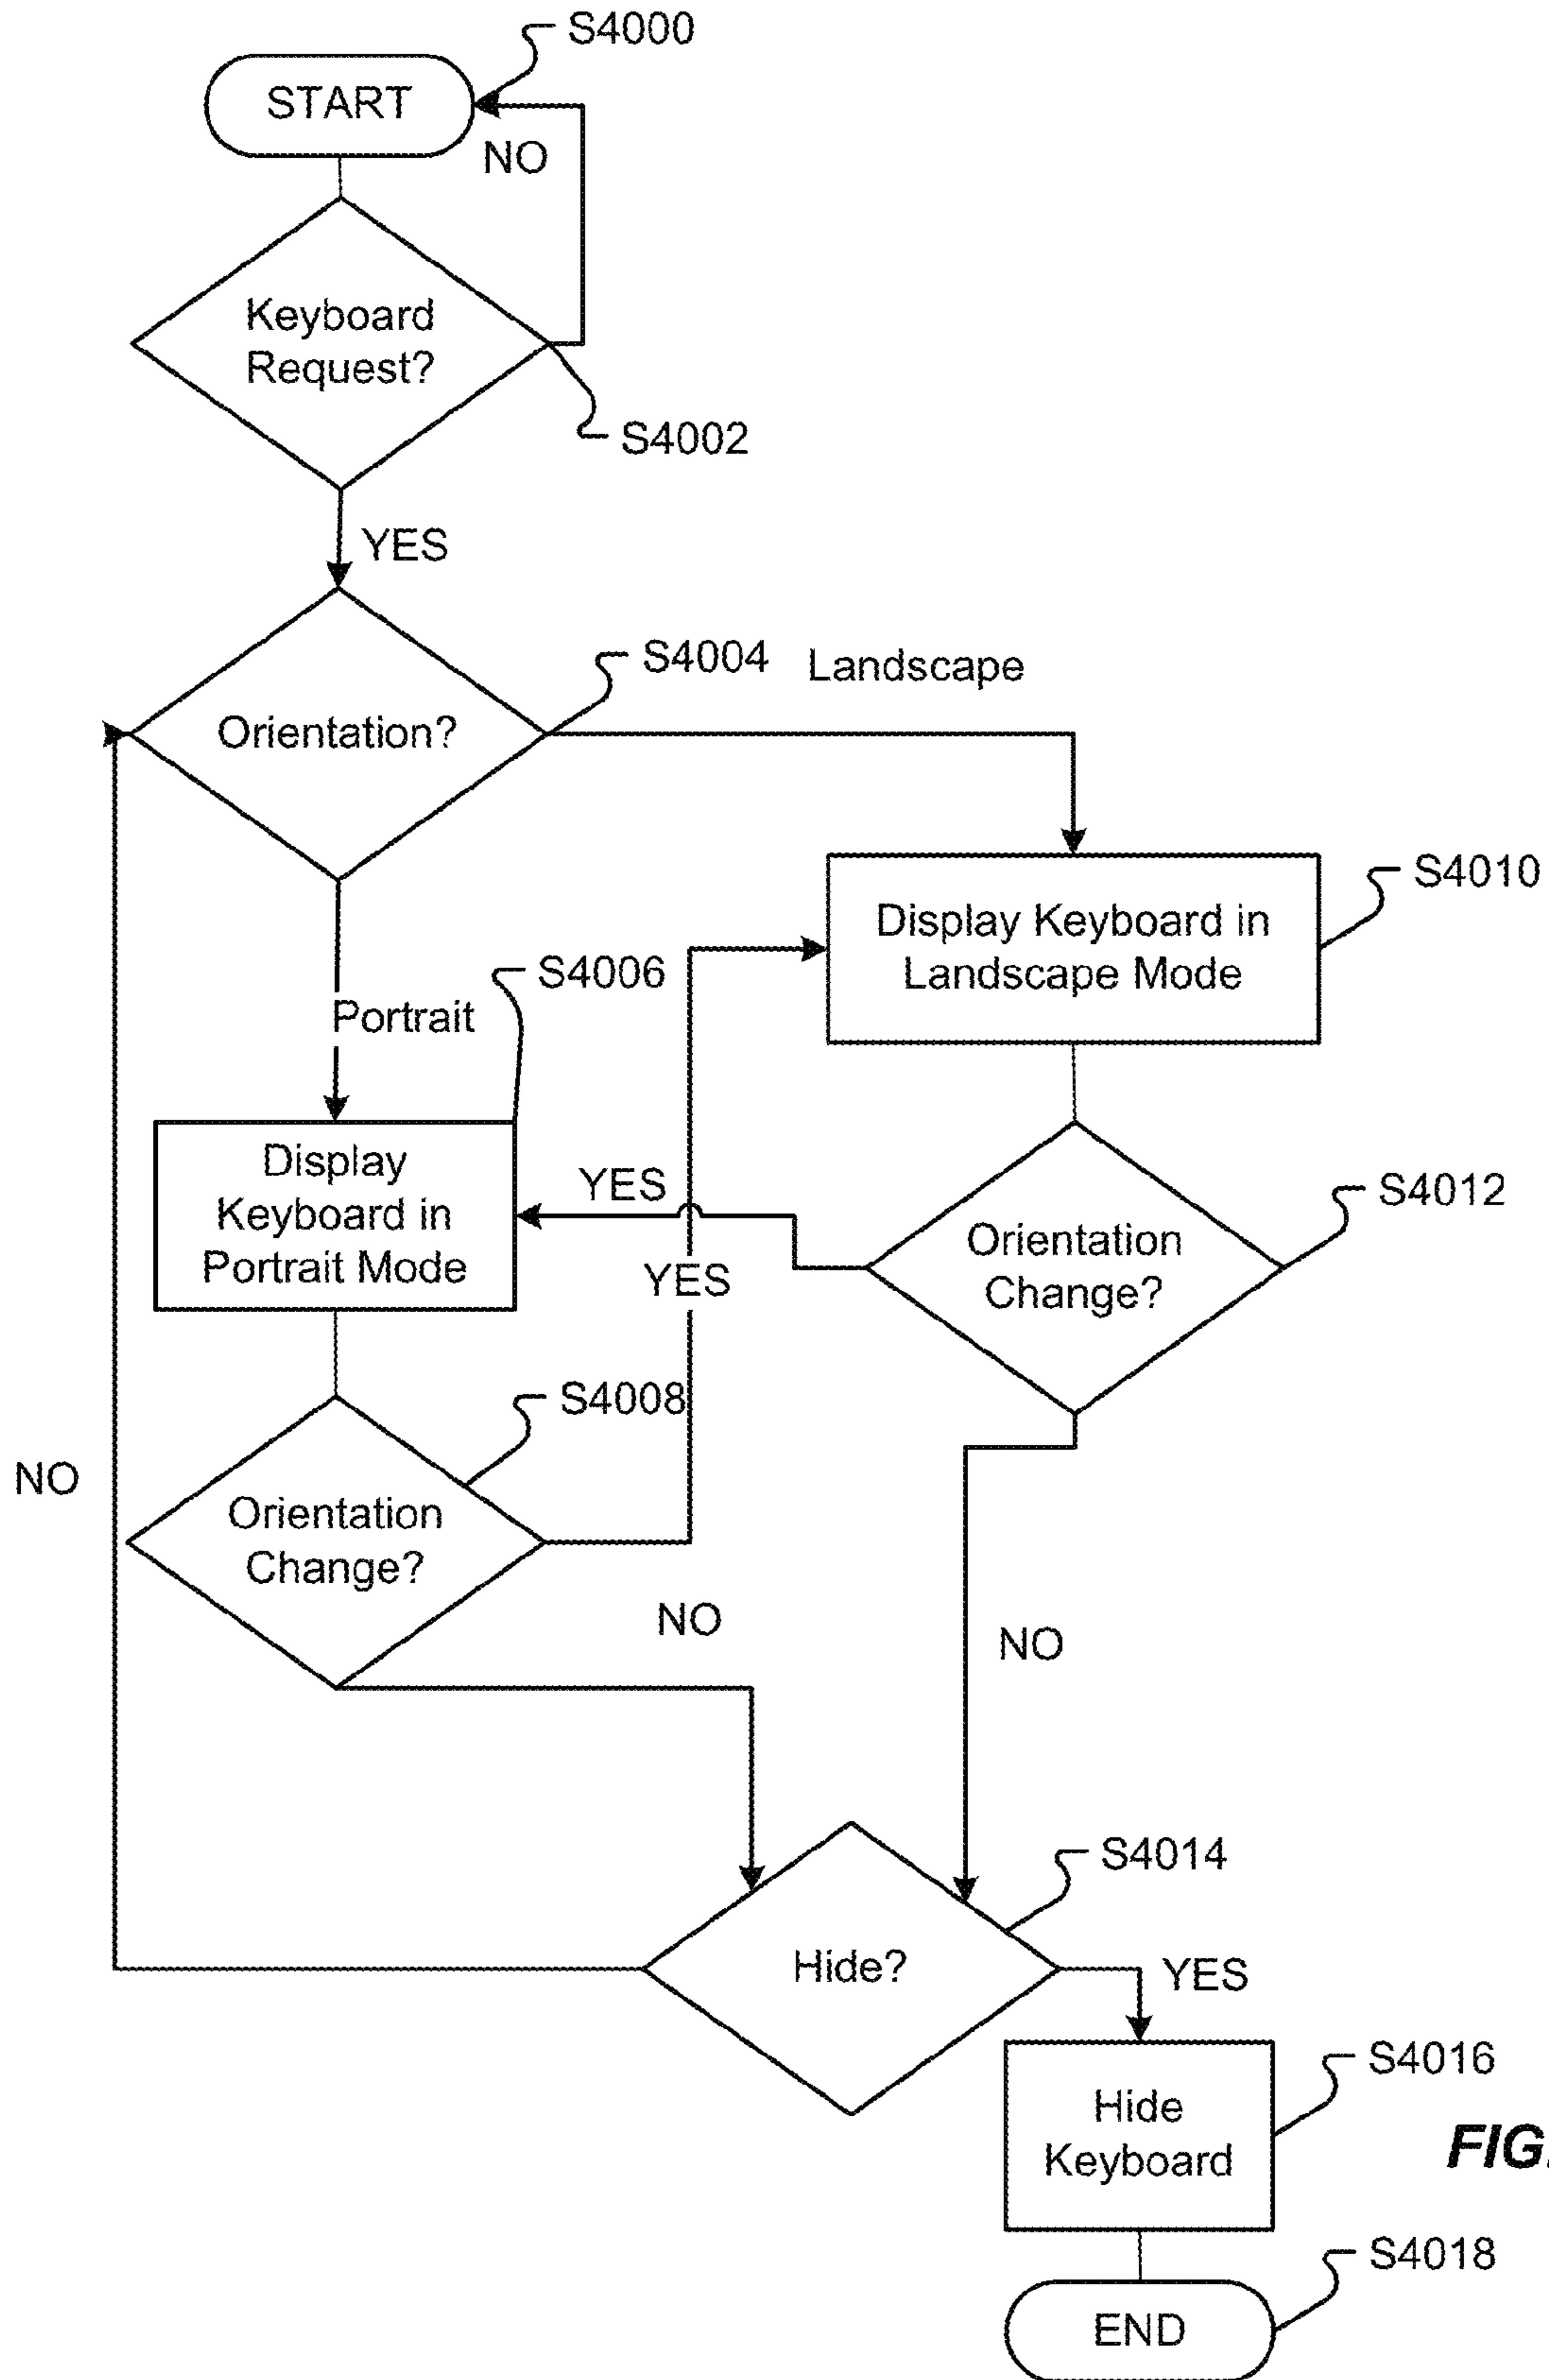 S4000
START
NO
Keyboard
Request?
S4002
YES
S4004
Landscape
Orientation?
S4010
Display Keyboard in
Landscape Mode
S4006
Portrait
Display
Keyboard in
Portrait Mode
YES
S4012
Orientation
Change?
YES
S4008
NO
Orientation
Change?
NO
NO
S4014
Hide?
YES
S4016
Hide
Keyboard
FIG.
S4018
END